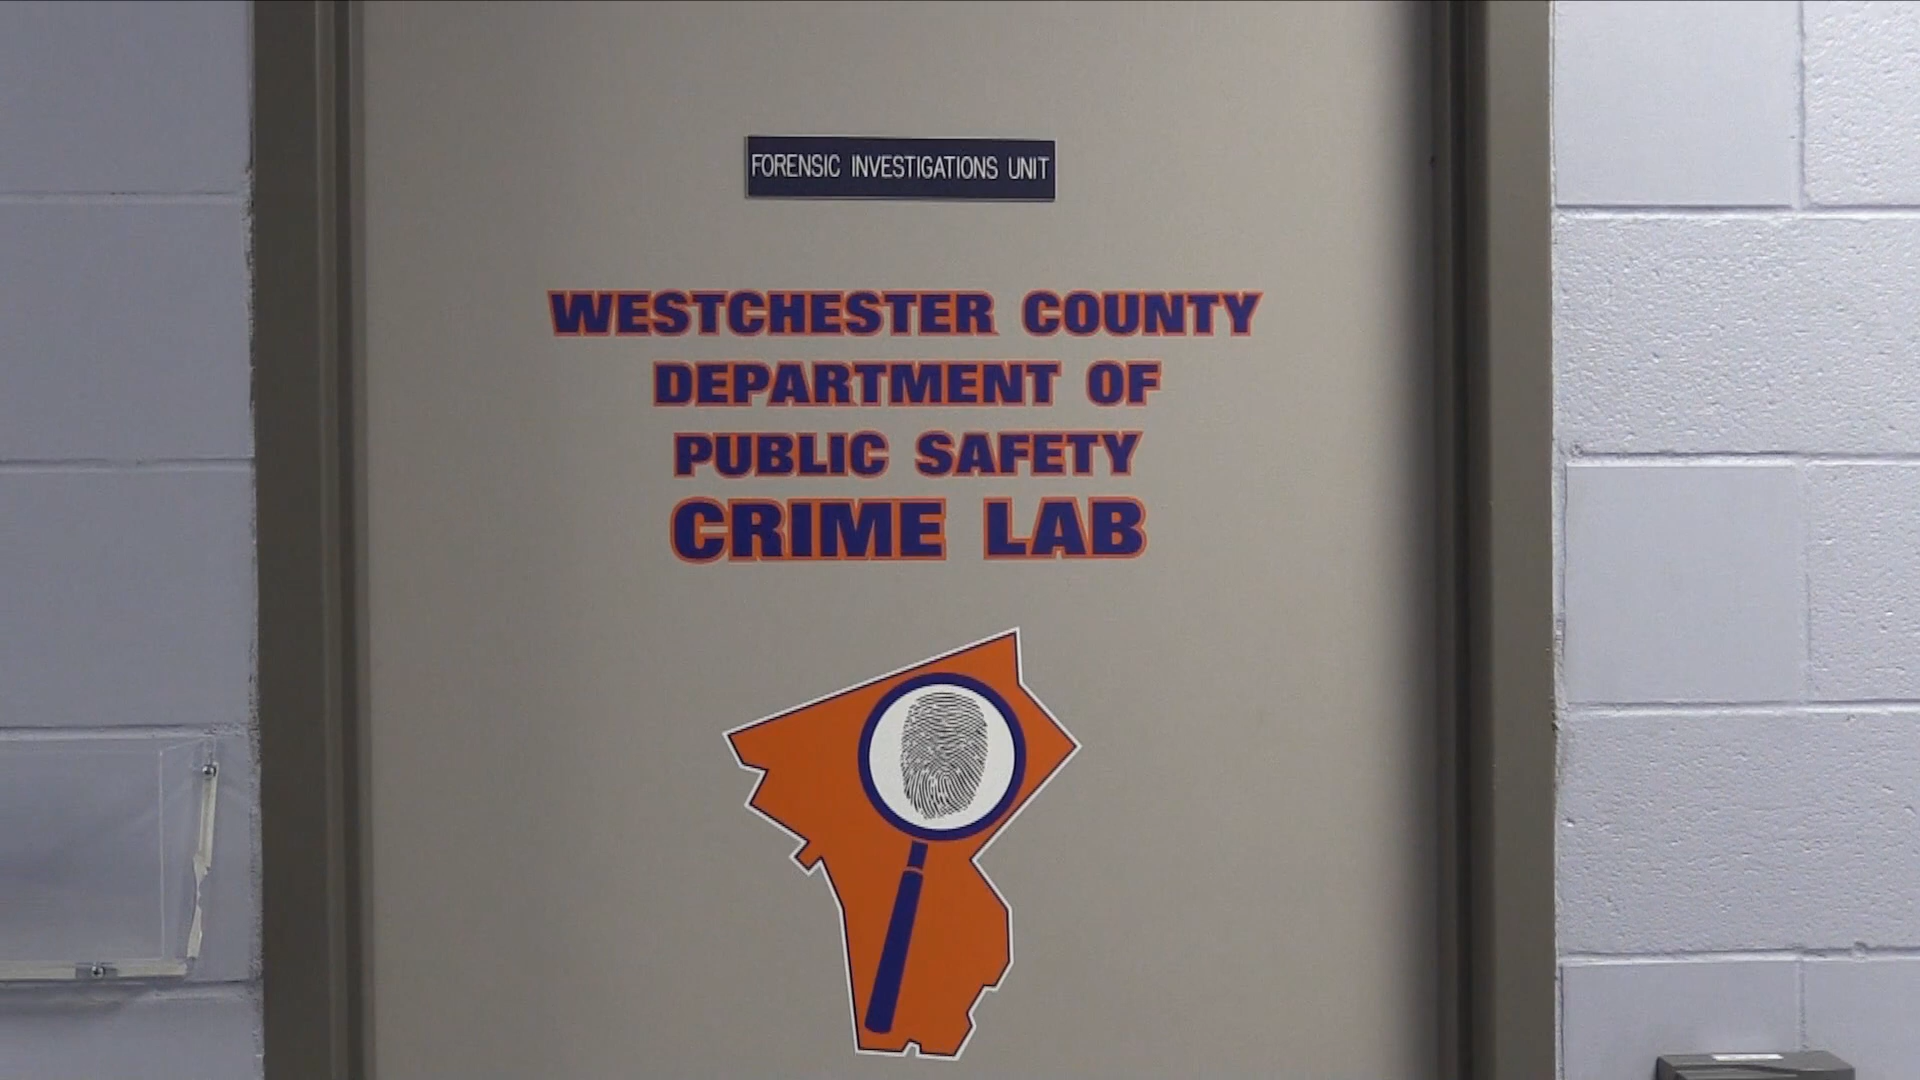 FORENSIC INVESTIGATIONS UNIT
WESTCHESTER COUNTY
DEPARTMENT OF
PUBLIC SAFETY
CRIME LAB